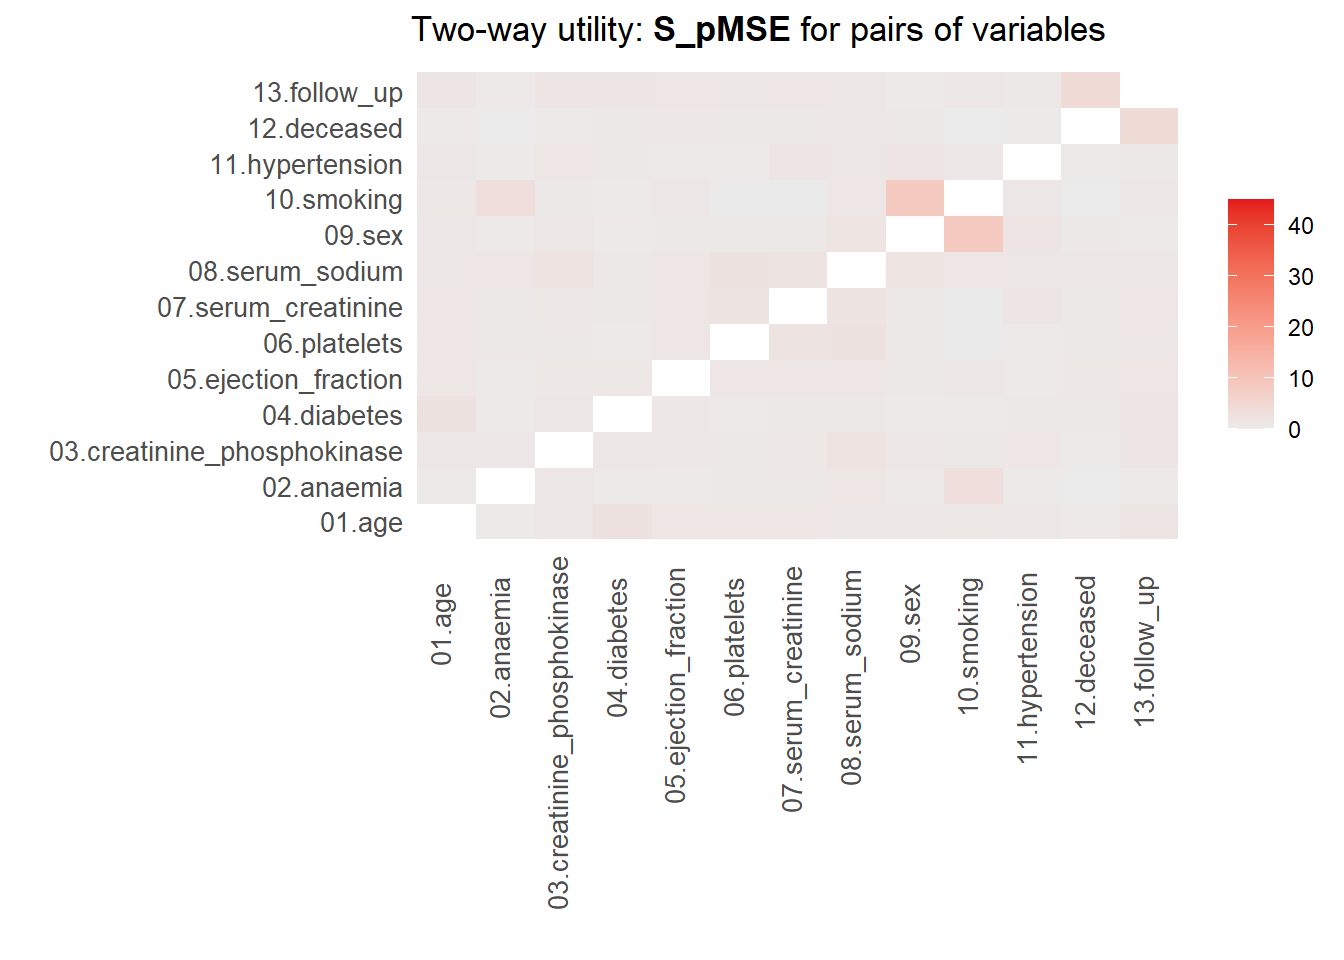 Two-way utility: S_pMSE for pairs of variables
13.follow_up
12.deceased
11.hypertension
10.smoking
09.sex
08.serum_sodium
07.serum_creatinine
06.platelets
05.ejection_fraction
04.diabetes
03.creatinine_phosphokinase
02.anaemia
01.age
01.age
02.anaemia
03.creatinine_phosphokinase
04.diabetes
05.ejection_fraction
06.platelets
07.serum_creatinine
08.serum_sodium
09.sex
10.smoking
11.hypertension
12.deceased
13.follow_up
40
30
20
10
0